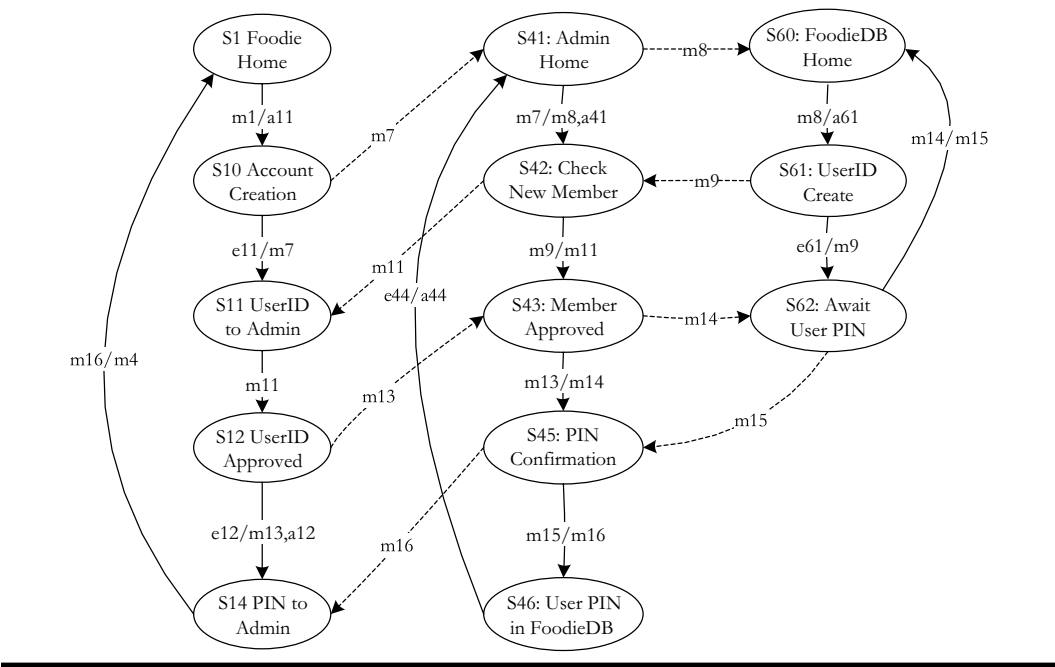 S1 Foodie
Home
S41: Admin
Home
m8
S60: FoodieDB
Home
m1/a11
m7/m8,a41
m8/a61
m7
m14/m15
S10 Account
Creation
S42: Check
New Member
m9
S61: UserID
Create
e11/m7
m9/m11
e61/m9
m11
e44/a44
S11 UserID
to Admin
S43: Member
Approved
m14
S62: Await
User PIN
m16/m4
m11
m13
m13/m14
m15
S12 UserID
Approved
S45: PIN
Confirmation
e12/m13,a12
m16
m15/m16
S14 PIN to
Admin
S46: User PIN
in FoodieDB